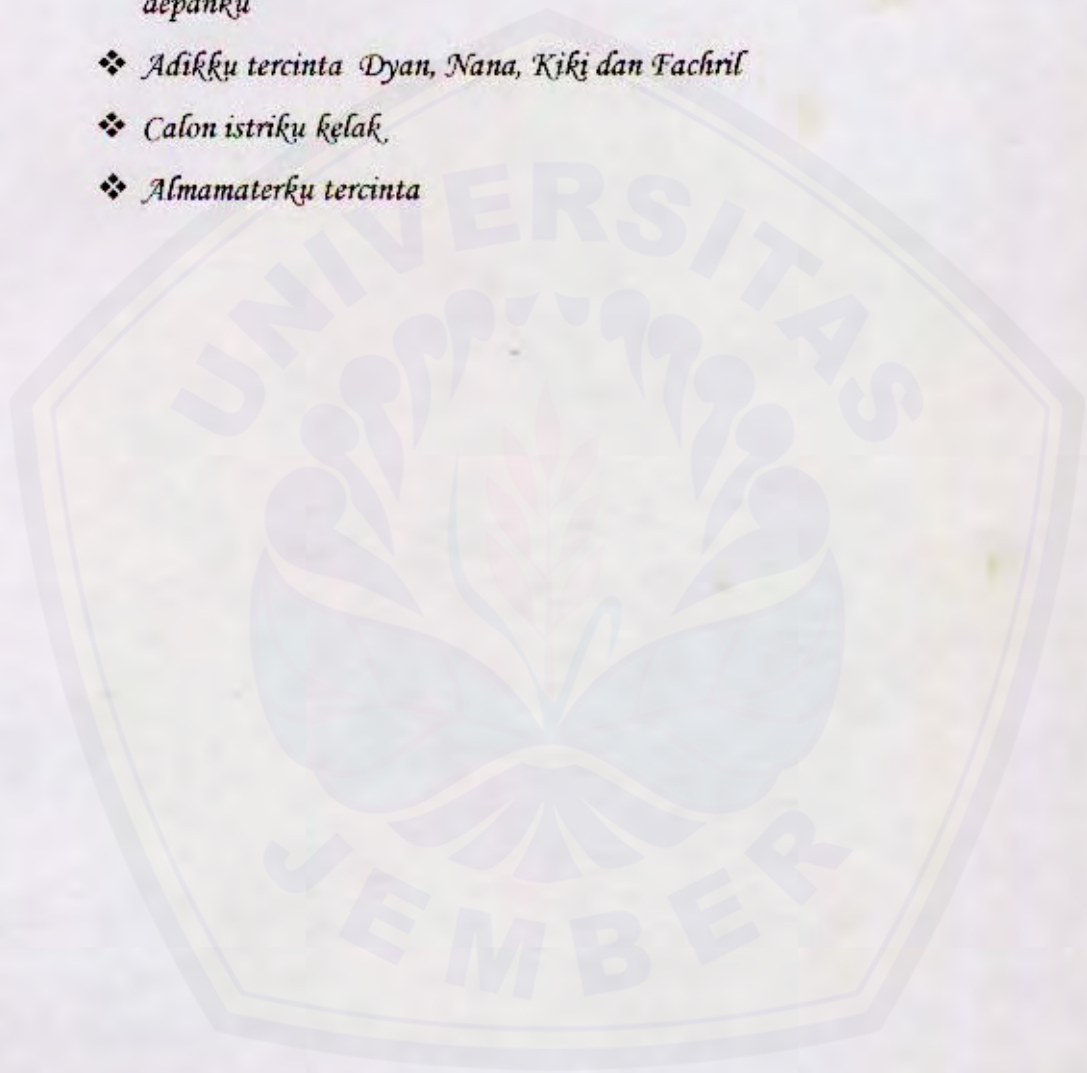 depanku
❖ Adikku tercinta Dyan, Nana, Kiki dan Fachril
❖ Calon istriku kelak
❖ Almamaterku tercinta
UNIVERSITAS
JEMBER